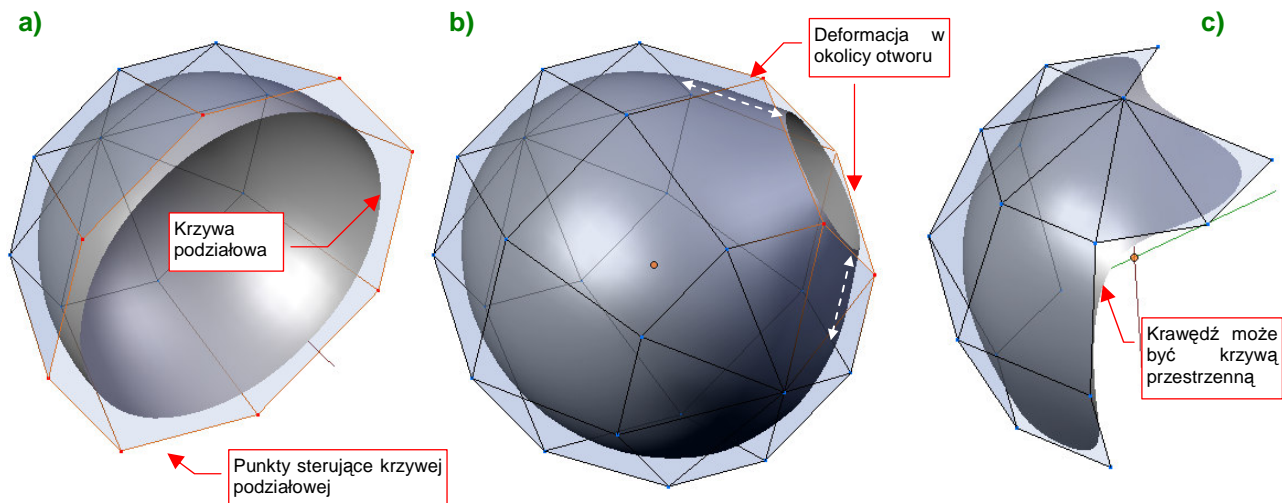 a)
b)
c)
Deformacja w
okolicy otworu
Krzywa
podziałowa
Krawędź może
być krzywą
przestrzenną
Punkty sterujące krzywej
podziałowej